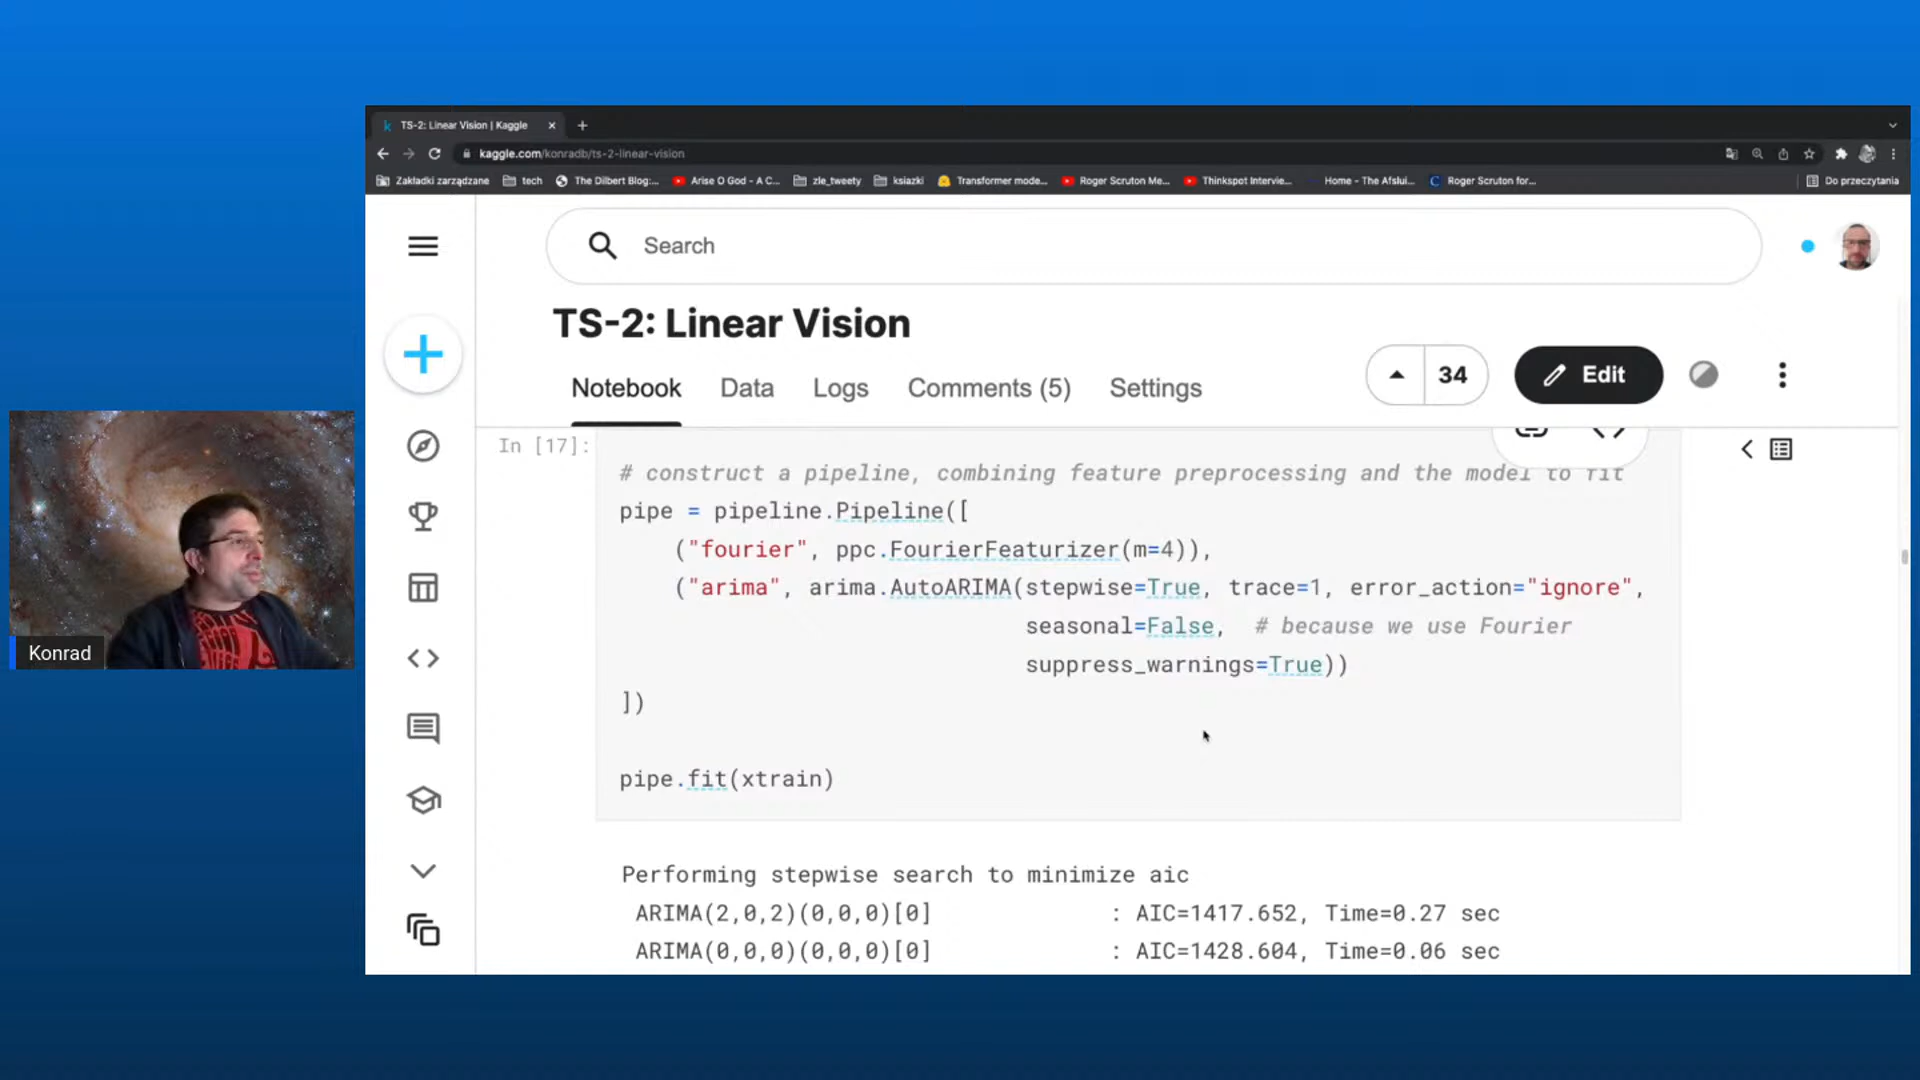 TS-2: Linear Vision | Kaggle
kaggle.com/konradb/ts-2-linear-vision
Zakładki zarządzane tech The Dilbert Blog:... Arise O God - A C... zle_tweety ksiazki Transformer mode... Roger Scruton Me... Thinkspot Intervie... Home - The Afslui... Roger Scruton for... Do przeczytania
Search
TS-2: Linear Vision
Notebook Data Logs Comments (5) Settings 34 Edit
In [17]:
# construct a pipeline, combining feature preprocessing and the model to fit
pipe = pipeline.Pipeline([
("fourier", ppc.FourierFeaturizer(m=4)),
("arima", arima.AutoARIMA(stepwise=True, trace=1, error_action="ignore",
seasonal=False, # because we use Fourier
suppress_warnings=True))
])
pipe.fit(xtrain)
Performing stepwise search to minimize aic
ARIMA(2,0,2)(0,0,0)[0] : AIC=1417.652, Time=0.27 sec
ARIMA(0,0,0)(0,0,0)[0] : AIC=1428.604, Time=0.06 sec
Konrad